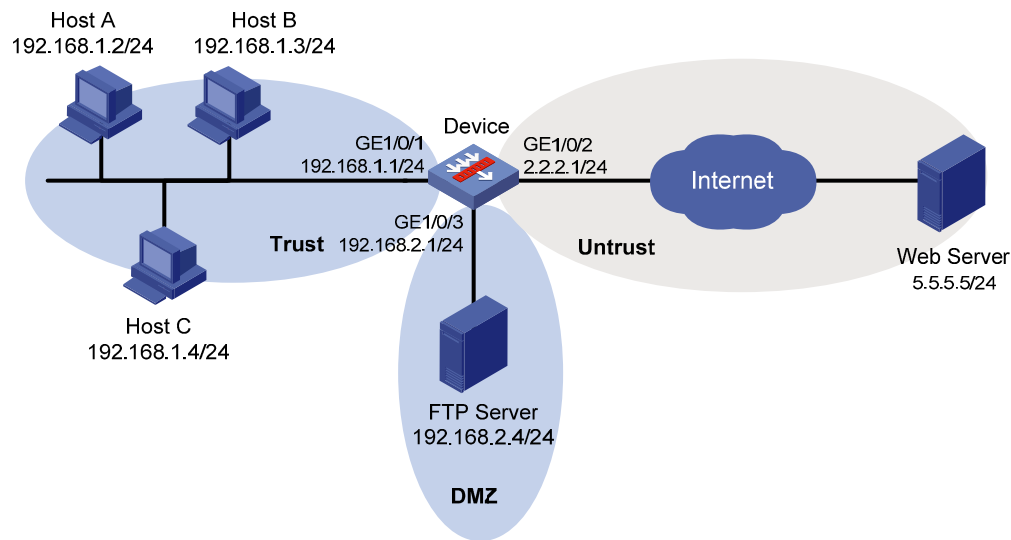 Host A
192.168.1.2/24
Host B
192.168.1.3/24
Device
GE1/0/1
192.168.1.1/24
GE1/0/2
2.2.2.1/24
Internet
GE1/0/3
192.168.2.1/24
Trust
Untrust
Web Server
5.5.5.5/24
Host C
192.168.1.4/24
FTP Server
192.168.2.4/24
DMZ